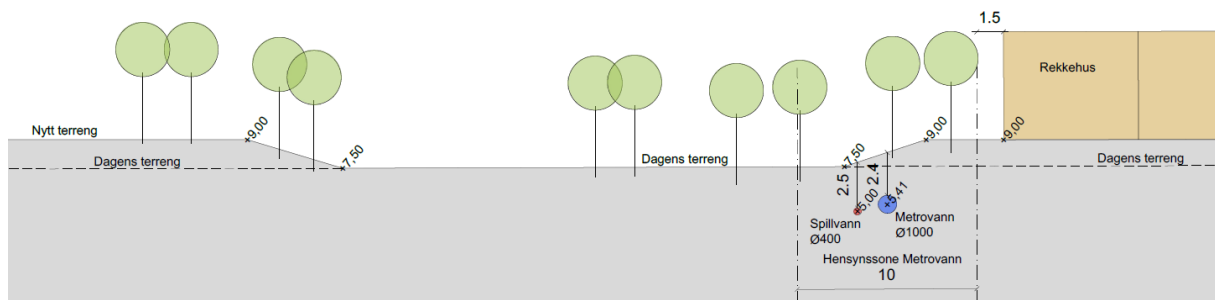 1.5
Rekkehus
Nytt terreng
+9,00
+9,00
+9,00
Dagens terreng
+7,50
Dagens terreng
+7,50
Dagens terreng
2.5
2.4
+5,00
+5,41
Spillvann
Ø400
Metrovann
Ø1000
Hensynssone Metrovann
10